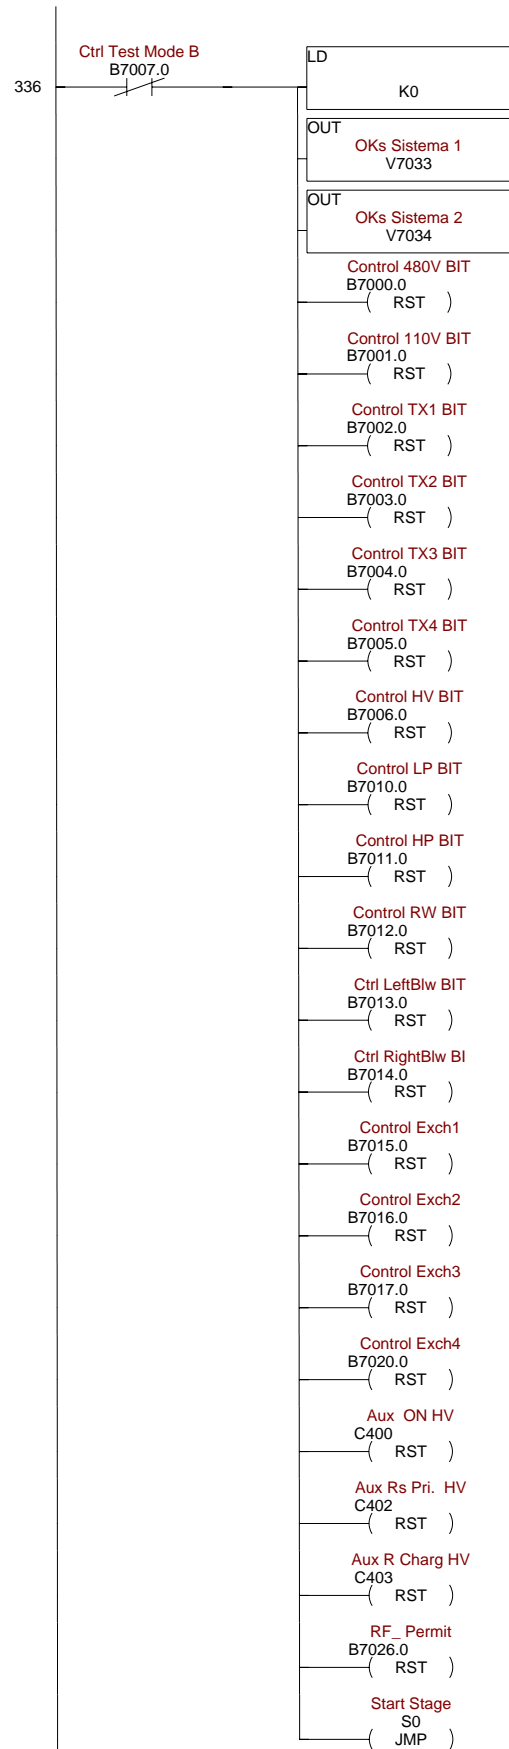 Ctrl Test Mode B
B7007.0
336
LD
K0
OUT
OKs Sistema 1
V7033
OUT
OKs Sistema 2
V7034
Control 480V BIT
B7000.0
RST
Control 110V BIT
B7001.0
RST
Control TX1 BIT
B7002.0
RST
Control TX2 BIT
B7003.0
RST
Control TX3 BIT
B7004.0
RST
Control TX4 BIT
B7005.0
RST
Control HV BIT
B7006.0
RST
Control LP BIT
B7010.0
RST
Control HP BIT
B7011.0
RST
Control RW BIT
B7012.0
RST
Ctrl LeftBlw BIT
B7013.0
RST
Ctrl RightBlw BI
B7014.0
RST
Control Exch1
B7015.0
RST
Control Exch2
B7016.0
RST
Control Exch3
B7017.0
RST
Control Exch4
B7020.0
RST
Aux ON HV
C400
RST
Aux Rs Pri. HV
C402
RST
Aux R Charg HV
C403
RST
RF_ Permit
B7026.0
RST
Start Stage
S0
JMP